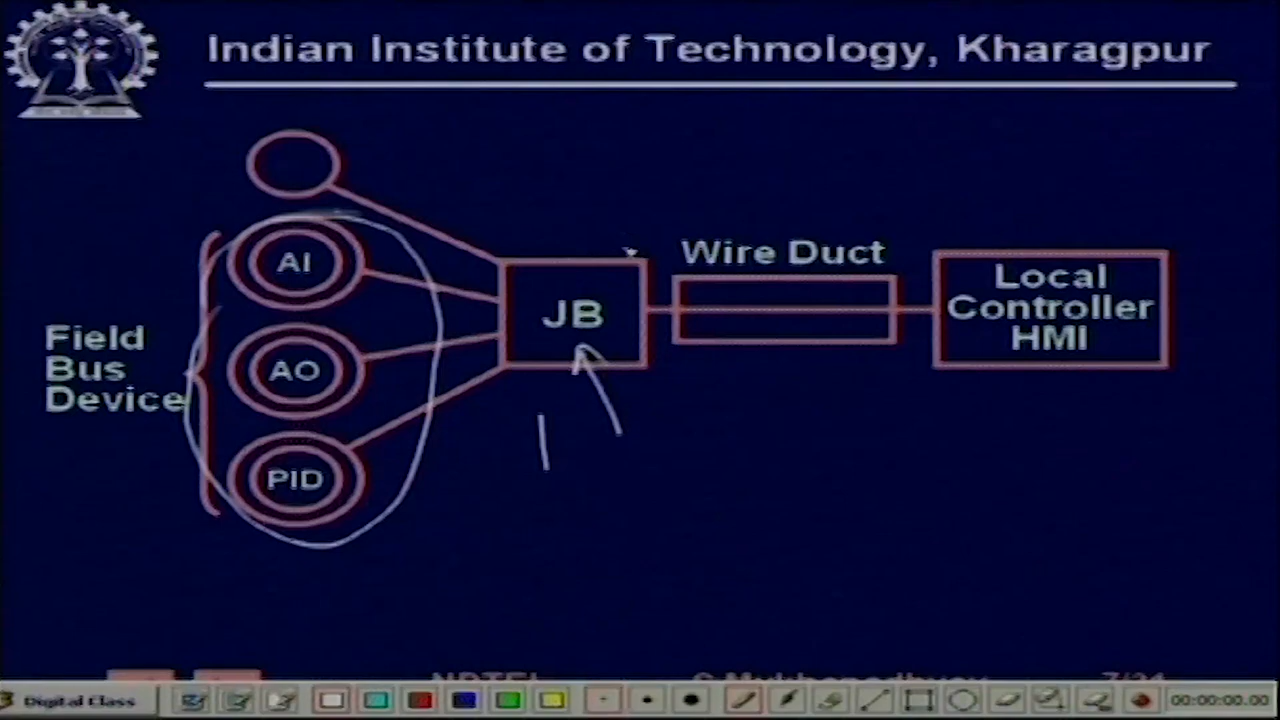 Indian Institute of Technology, Kharagpur
AI
Wire Duct
Local
Controller
HMI
JB
Field
Bus
Device
AO
PID
Digital Class
00:00:00.00